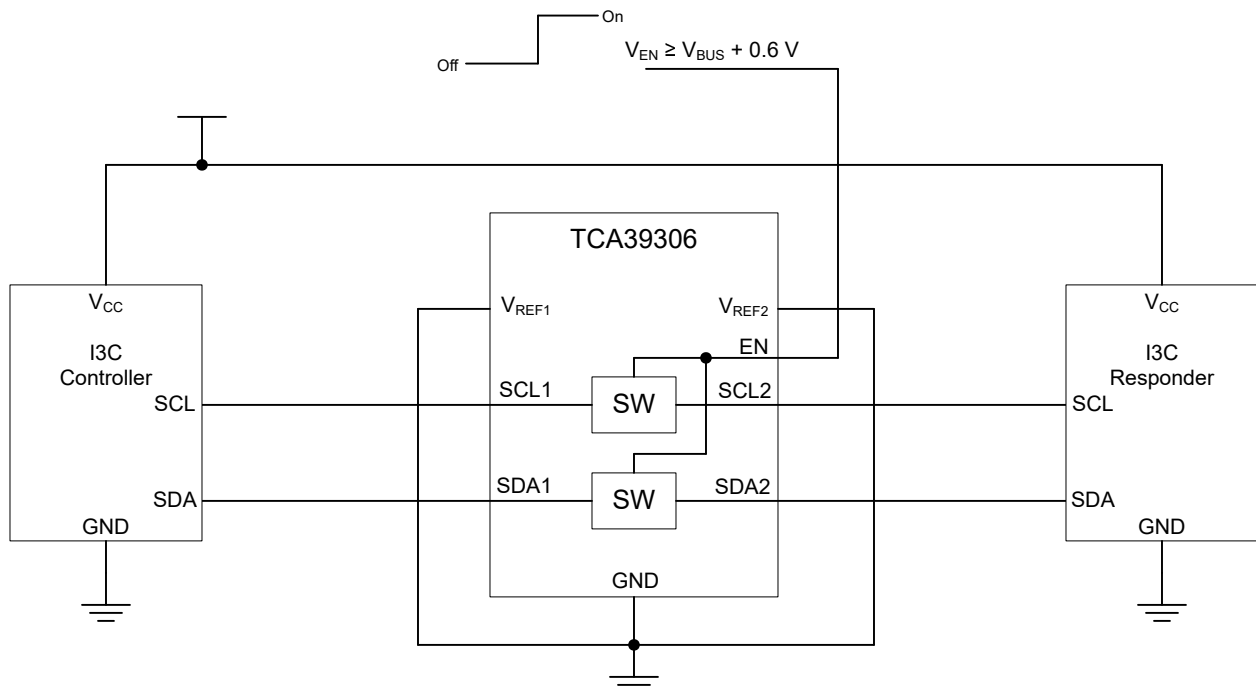 On
Off
V_EN ≥ V_BUS + 0.6 V
TCA39306
V_CC
I3C
Controller
SCL
SDA
GND
V_REF1
V_REF2
EN
SCL1
SW
SCL2
SDA1
SW
SDA2
GND
V_CC
I3C
Responder
SCL
SDA
GND